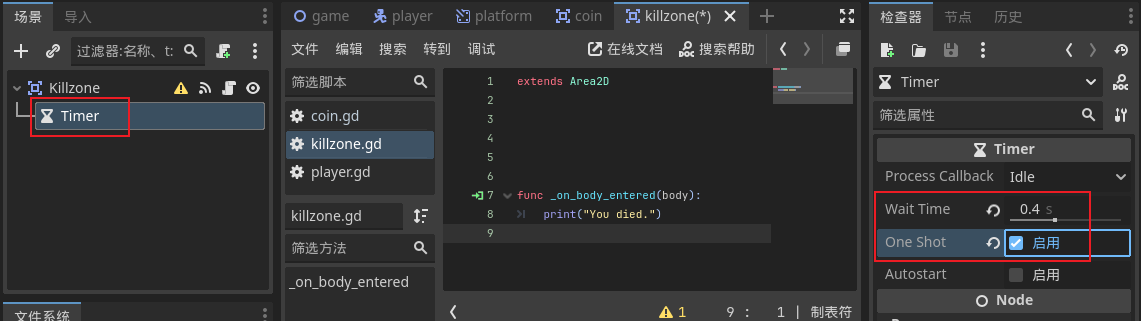 场景 导入
过滤器:名称、t:
Killzone
Timer
文件系统
game player platform coin killzone(*)
文件 编辑 搜索 转到 调试 在线文档 搜索帮助
筛选脚本
coin.gd
killzone.gd
player.gd
killzone.gd
筛选方法
_on_body_entered
1 extends Area2D
2
3
4
5
6
7 func _on_body_entered(body):
8 print("You died.")
9
1 9 : 1 | 制表符
检查器 节点 历史
Timer
DOC
筛选属性
Timer
Process Callback Idle
Wait Time 0.4 s
One Shot 启用
Autostart 启用
Node